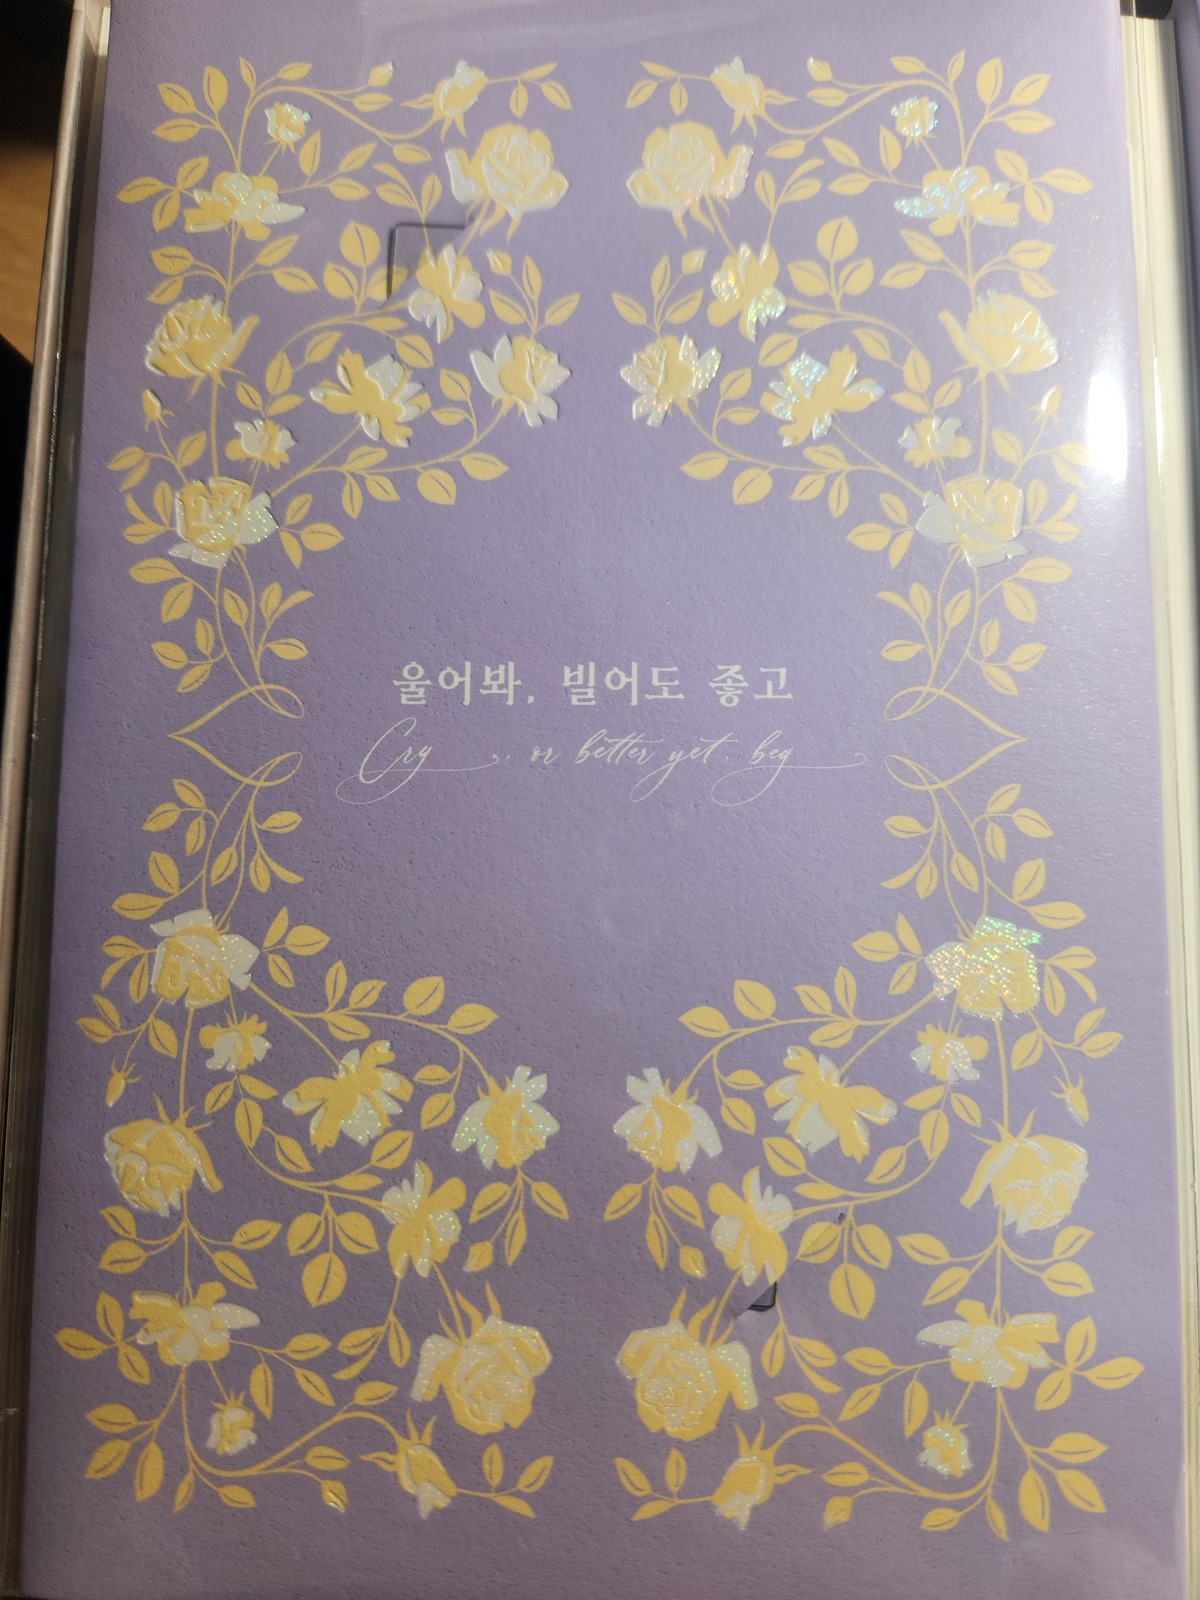 울어봐, 빌어도 좋고
Cry, or better yet, beg